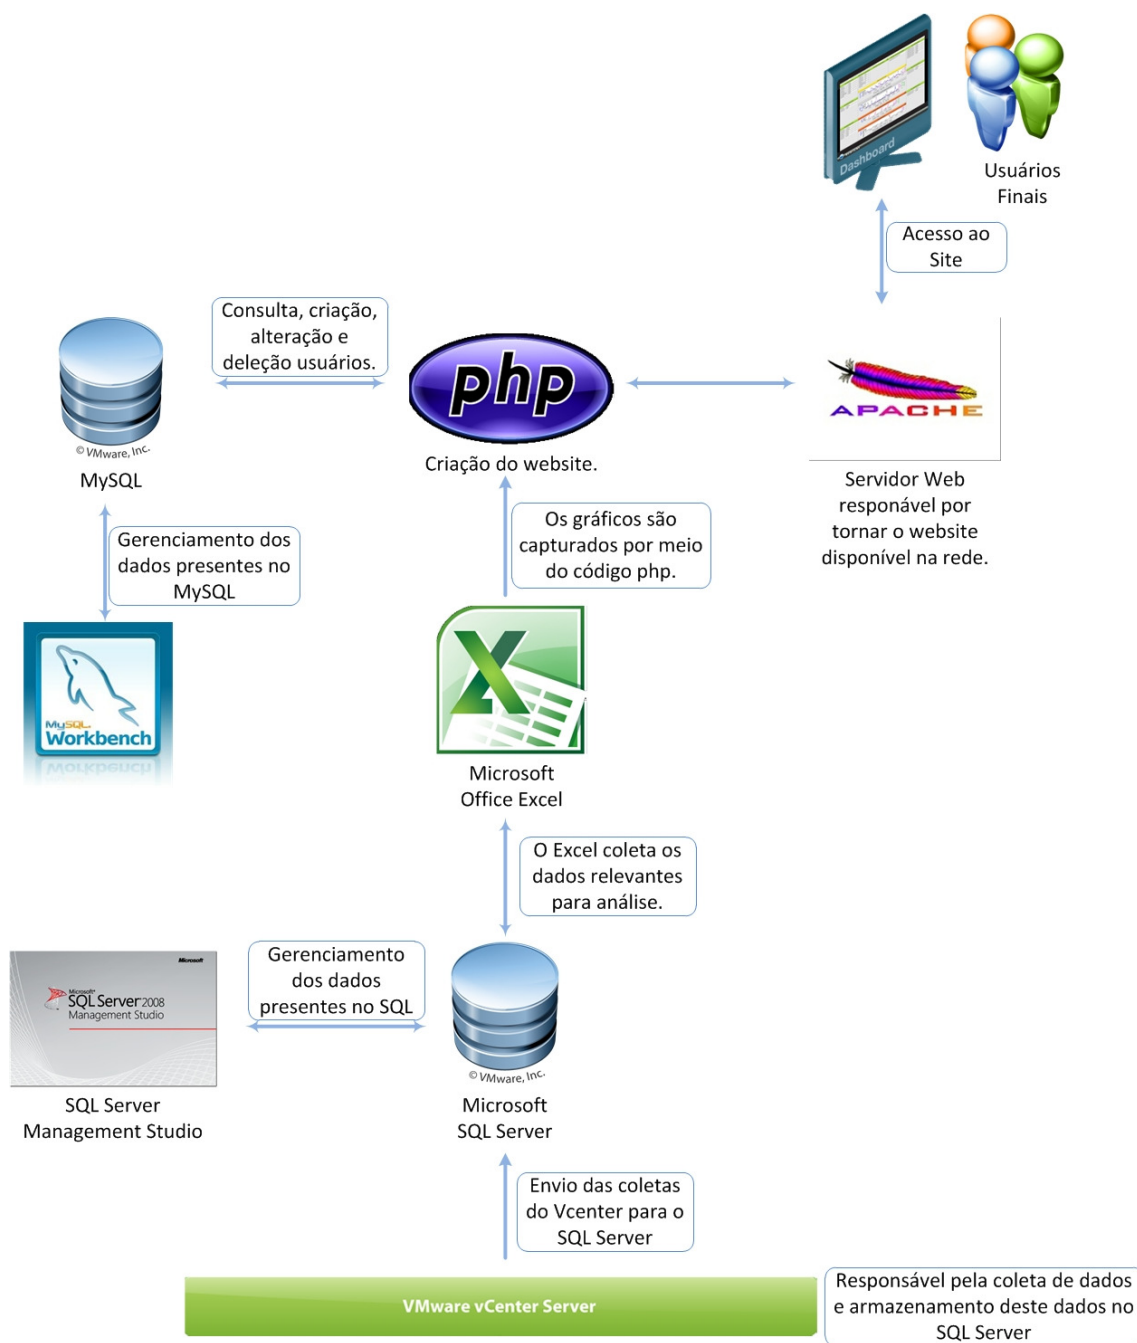 Dashboard
Usuários
Finais
Acesso ao
Site
Consulta, criação,
alteração e
deleção usuários.
php
APACHE
© VMware, Inc.
MySQL
Criação do website.
Servidor Web
responável por
tornar o website
disponível na rede.
Os gráficos são
capturados por meio
do código php.
Gerenciamento dos
dados presentes no
MySQL
MySQL
Workbench
Microsoft
Office Excel
O Excel coleta os
dados relevantes
para análise.
Gerenciamento
dos dados
presentes no SQL
Microsoft
Microsoft
SQL Server 2008
Management Studio
© VMware, Inc.
SQL Server
Management Studio
Microsoft
SQL Server
Envio das coletas
do Vcenter para o
SQL Server
VMware vCenter Server
Responsável pela coleta de dados
e armazenamento deste dados no
SQL Server